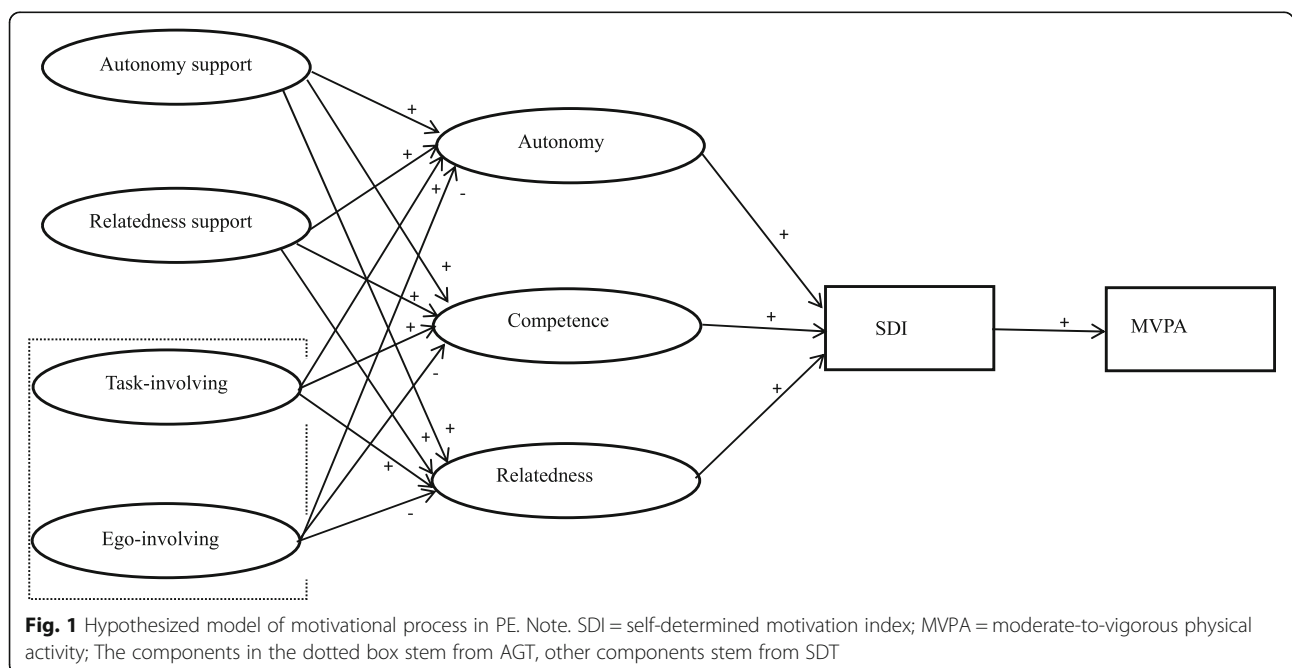 Autonomy support
Relatedness support
Task-involving
Ego-involving
+
+
+
-
+
+
+
-
+
+
+
-
Autonomy
Competence
Relatedness
+
+
+
SDI
+
MVPA
Fig. 1 Hypothesized model of motivational process in PE. Note. SDI = self-determined motivation index; MVPA = moderate-to-vigorous physical
activity; The components in the dotted box stem from AGT, other components stem from SDT